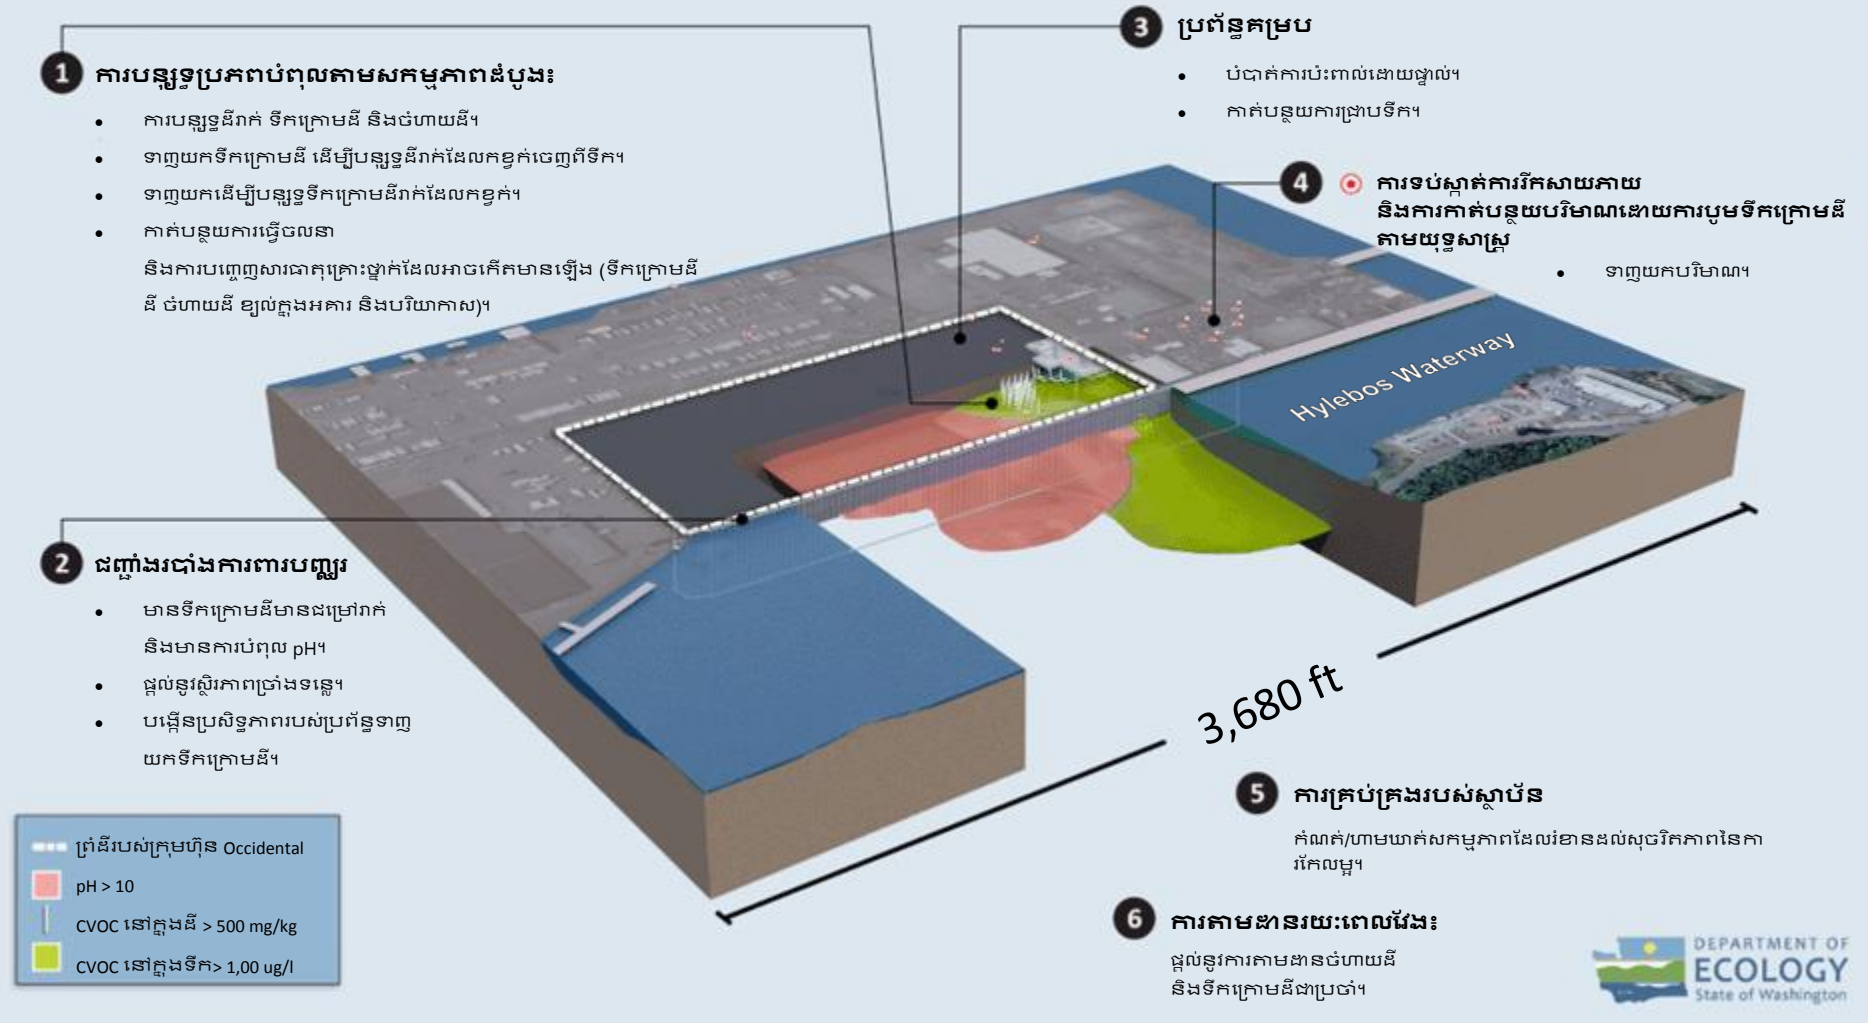 1 ការបន្សុទ្ធប្រភពបំពុលតាមសកម្មភាពដំបូង៖
• ការបន្សុទ្ធដីរាក់ ទឹកក្រោមដី និងចំហាយដី។
• ទាញយកទឹកក្រោមដី ដើម្បីបន្សុទ្ធដីរាក់ដែលកខ្វក់ចេញពីទឹក។
• ទាញយកដើម្បីបន្សុទ្ធទឹកក្រោមដីរាក់ដែលកខ្វក់។
• កាត់បន្ថយការធ្វើចលនា
និងការបញ្ចេញសារធាតុគ្រោះថ្នាក់ដែលអាចកើតមានឡើង (ទឹកក្រោមដី
ដី ចំហាយដី ខ្យល់ក្នុងអគារ និងបរិយាកាស)។
2 ជញ្ជាំងរបាំងការពារបញ្ឈរ
• មានទឹកក្រោមដីមានជម្រៅរាក់
និងមានការបំពុល pH។
• ផ្តល់នូវស្ថិរភាពច្រាំងទន្លេ។
• បង្កើនប្រសិទ្ធភាពរបស់ប្រព័ន្ធទាញ
យកទឹកក្រោមដី។
3 ប្រព័ន្ធគម្រប
• បំបាត់ការប៉ះពាល់ដោយផ្ទាល់។
• កាត់បន្ថយការជ្រាបទឹក។
4 ការទប់ស្កាត់ការរីកសាយភាយ
និងការកាត់បន្ថយបរិមាណដោយការបូមទឹកក្រោមដី
តាមយុទ្ធសាស្ត្រ
• ទាញយកបរិមាណ។
Hylebos Waterway
3,680 ft
5 ការគ្រប់គ្រងរបស់ស្ថាប័ន
កំណត់/ហាមឃាត់សកម្មភាពដែលរំខានដល់សុចរិតភាពនៃកា
រកែលម្អ។
6 ការតាមដានរយៈពេលវែង៖
ផ្តល់នូវការតាមដានចំហាយដី
និងទឹកក្រោមដីជាប្រចាំ។
ព្រំដីរបស់ក្រុមហ៊ុន Occidental
pH > 10
CVOC នៅក្នុងដី > 500 mg/kg
CVOC នៅក្នុងទឹក> 1,00 ug/l
DEPARTMENT OF
ECOLOGY
State of Washington